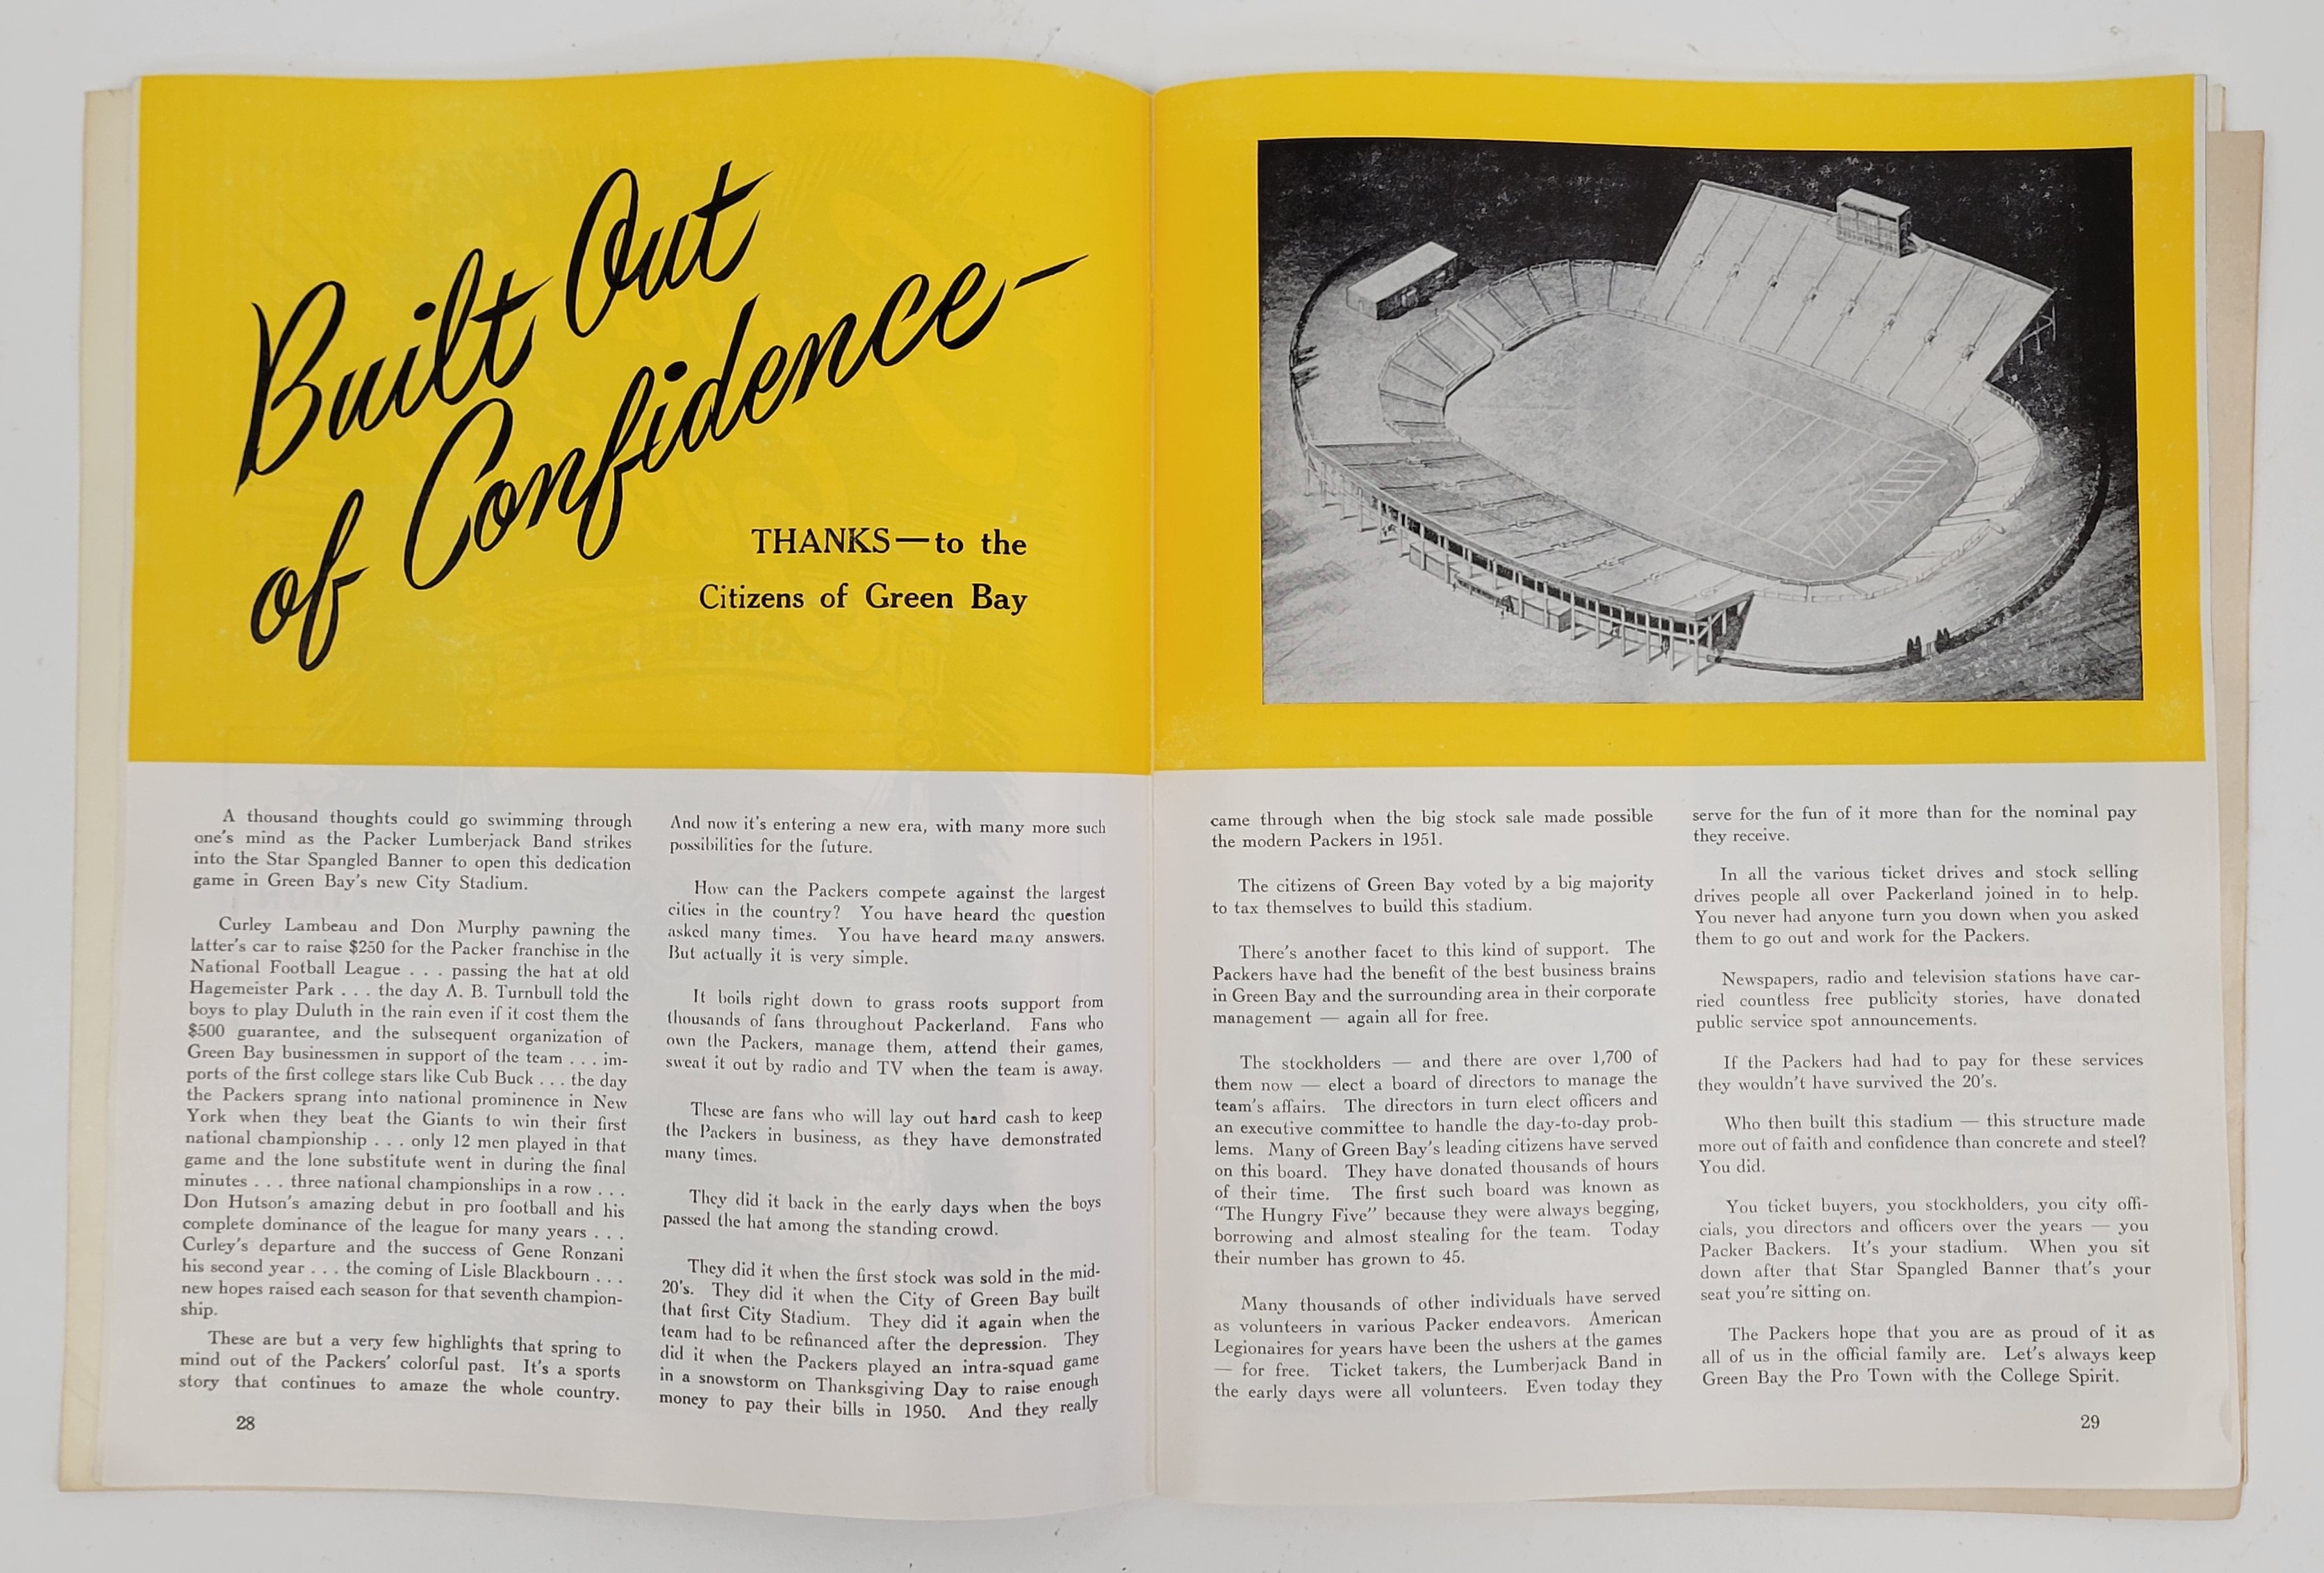 Built Out
of Confidence—
THANKS—to the
Citizens of Green Bay
A thousand thoughts could go swimming through
one's mind as the Packer Lumberjack Band strikes
into the Star Spangled Banner to open this dedication
game in Green Bay's new City Stadium.
Curley Lambeau and Don Murphy pawning the
latter's car to raise $250 for the Packer franchise in the
National Football League . . . passing the hat at old
Hagemeister Park . . . the day A. B. Turnbull told the
boys to play Duluth in the rain even if it cost them the
$500 guarantee, and the subsequent organization of
Green Bay businessmen in support of the team . . . im-
ports of the first college stars like Cub Buck . . . the day
the Packers sprang into national prominence in New
York when they beat the Giants to win their first
national championship . . . only 12 men played in that
game and the lone substitute went in during the final
minutes . . . three national championships in a row . . .
Don Hutson's amazing debut in pro football and his
complete dominance of the league for many years . . .
Curley's departure and the success of Gene Ronzani
his second year . . . the coming of Lisle Blackbourn . . .
new hopes raised each season for that seventh champion-
ship.
These are but a very few highlights that spring to
mind out of the Packers' colorful past. It's a sports
story that continues to amaze the whole country.
28
And now it's entering a new era, with many more such
possibilities for the future.
How can the Packers compete against the largest
cities in the country? You have heard the question
asked many times. You have heard many answers.
But actually it is very simple.
It boils right down to grass roots support from
thousands of fans throughout Packerland. Fans who
own the Packers, manage them, attend their games,
sweat it out by radio and TV when the team is away.
These are fans who will lay out hard cash to keep
the Packers in business, as they have demonstrated
many times.
They did it back in the early days when the boys
passed the hat among the standing crowd.
They did it when the first stock was sold in the mid-
20's. They did it when the City of Green Bay built
that first City Stadium. They did it again when the
team had to be refinanced after the depression. They
did it when the Packers played an intra-squad game
in a snowstorm on Thanksgiving Day to raise enough
money to pay their bills in 1950. And they really
came through when the big stock sale made possible
the modern Packers in 1951.
The citizens of Green Bay voted by a big majority
to tax themselves to build this stadium.
There's another facet to this kind of support. The
Packers have had the benefit of the best business brains
in Green Bay and the surrounding area in their corporate
management — again all for free.
The stockholders — and there are over 1,700 of
them now — elect a board of directors to manage the
team's affairs. The directors in turn elect officers and
an executive committee to handle the day-to-day prob-
lems. Many of Green Bay's leading citizens have served
on this board. They have donated thousands of hours
of their time. The first such board was known as
"The Hungry Five" because they were always begging,
borrowing and almost stealing for the team. Today
their number has grown to 45.
Many thousands of other individuals have served
as volunteers in various Packer endeavors. American
Legionaires for years have been the ushers at the games
— for free. Ticket takers, the Lumberjack Band in
the early days were all volunteers. Even today they
serve for the fun of it more than for the nominal pay
they receive.
In all the various ticket drives and stock selling
drives people all over Packerland joined in to help.
You never had anyone turn you down when you asked
them to go out and work for the Packers.
Newspapers, radio and television stations have car-
ried countless free publicity stories, have donated
public service spot announcements.
If the Packers had had to pay for these services
they wouldn't have survived the 20's.
Who then built this stadium — this structure made
more out of faith and confidence than concrete and steel?
You did.
You ticket buyers, you stockholders, you city offi-
cials, you directors and officers over the years — you
Packer Backers. It's your stadium. When you sit
down after that Star Spangled Banner that's your
seat you're sitting on.
The Packers hope that you are as proud of it as
all of us in the official family are. Let's always keep
Green Bay the Pro Town with the College Spirit.
29